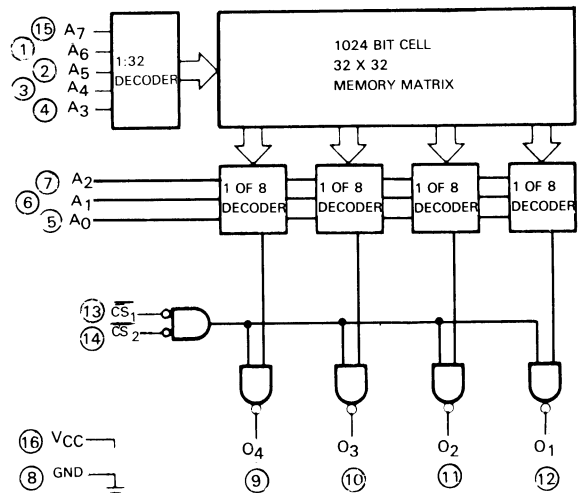 15 A7
1 A6
2 A5
3 A4
4 A3
1:32
DECODER
1024 BIT CELL
32 X 32
MEMORY MATRIX
7 A2
6 A1
5 A0
1 OF 8
DECODER
1 OF 8
DECODER
1 OF 8
DECODER
1 OF 8
DECODER
13 C̅S̅1
14 C̅S̅2
O4
O3
O2
O1
16 VCC
8 GND
9
10
11
12